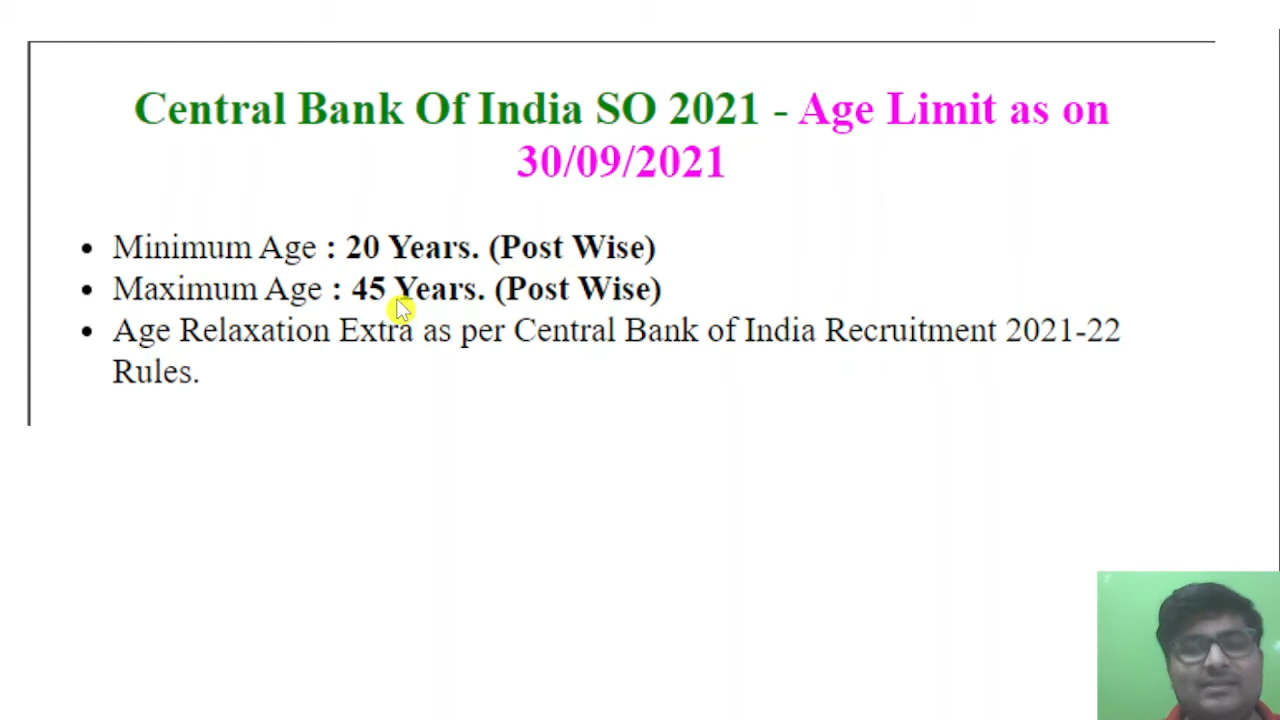 Central Bank Of India SO 2021 - Age Limit as on
30/09/2021
• Minimum Age : 20 Years. (Post Wise)
• Maximum Age : 45 Years. (Post Wise)
• Age Relaxation Extra as per Central Bank of India Recruitment 2021-22
Rules.